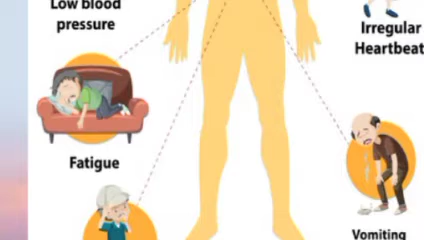 Low blood
pressure
Irregular
Heartbeat
Fatigue
Vomiting